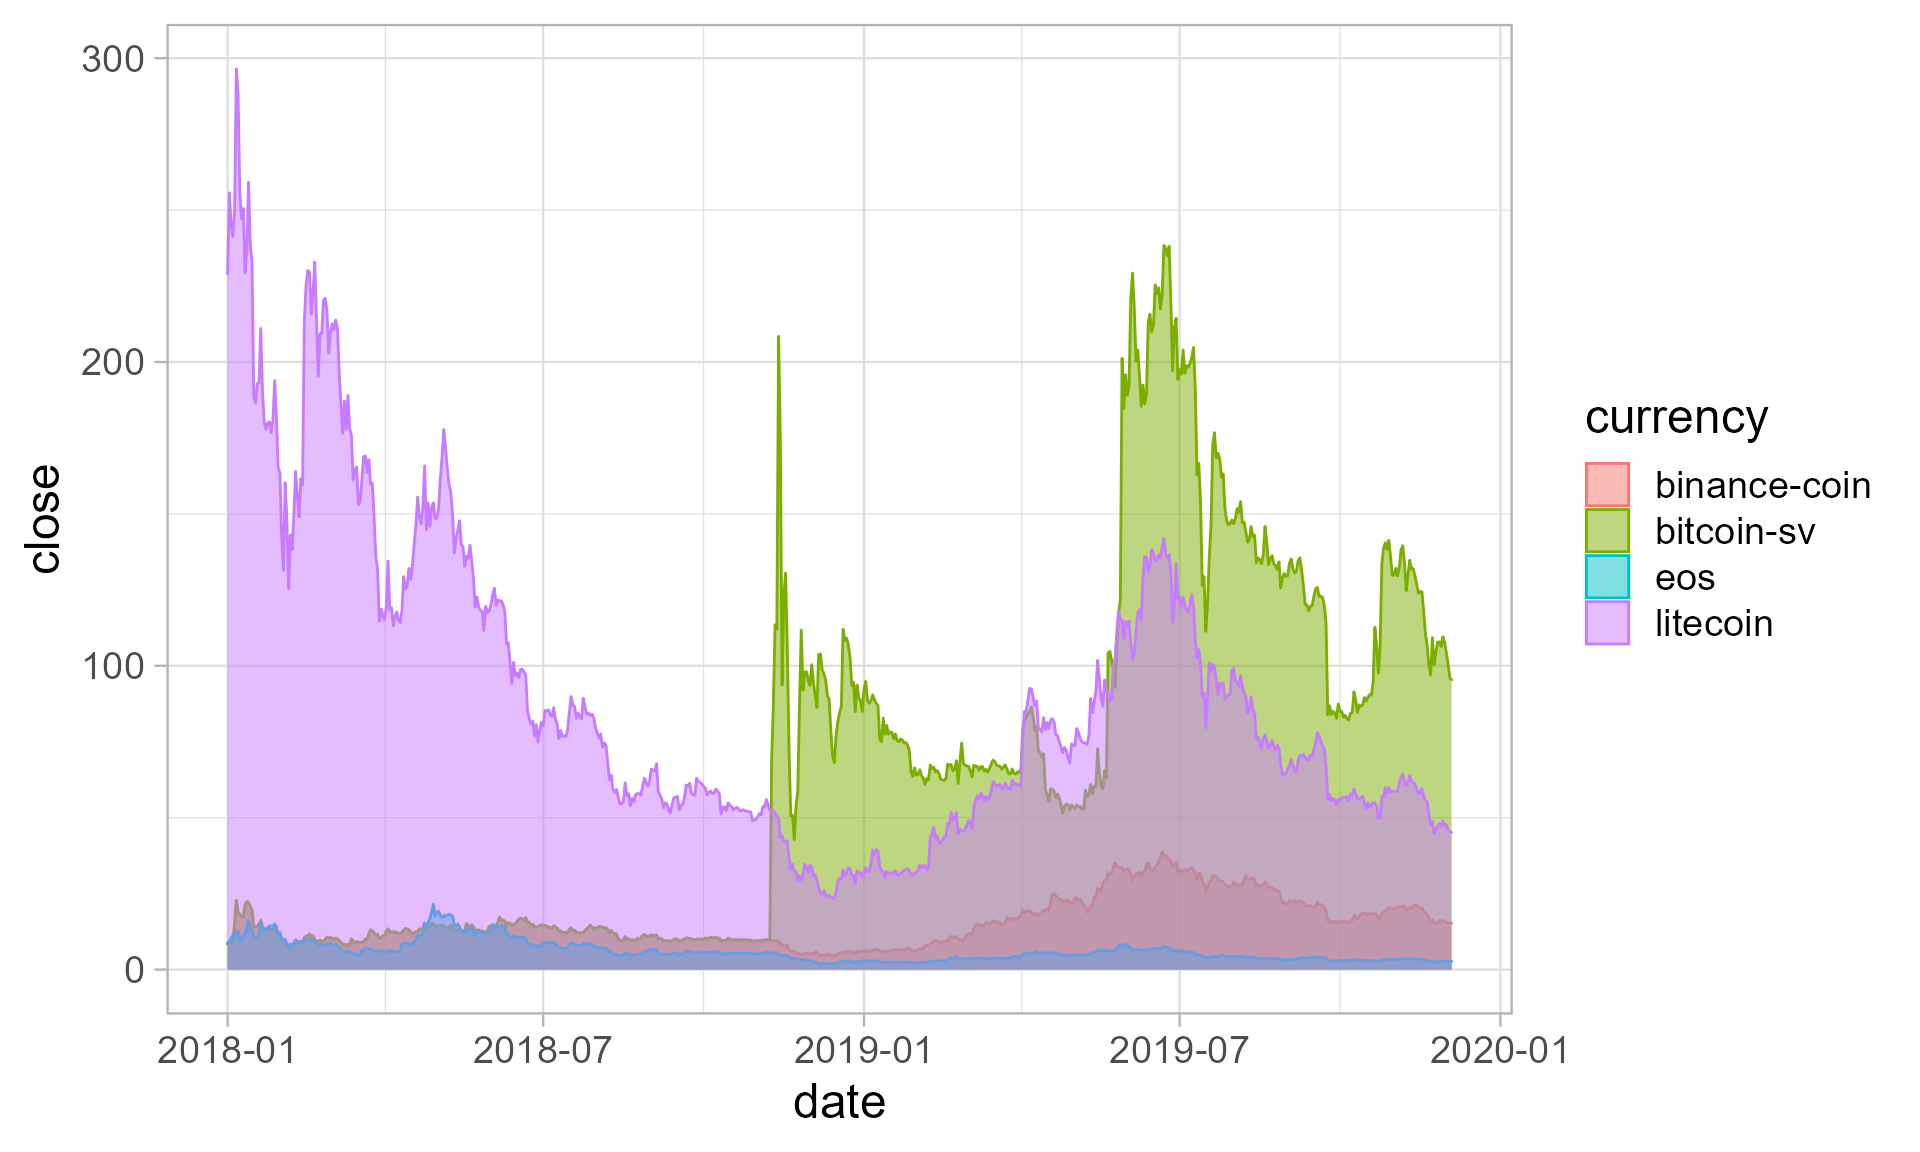 300
200
100
0
close
2018-01
2018-07
2019-01
2019-07
2020-01
date
currency
binance-coin
bitcoin-sv
eos
litecoin